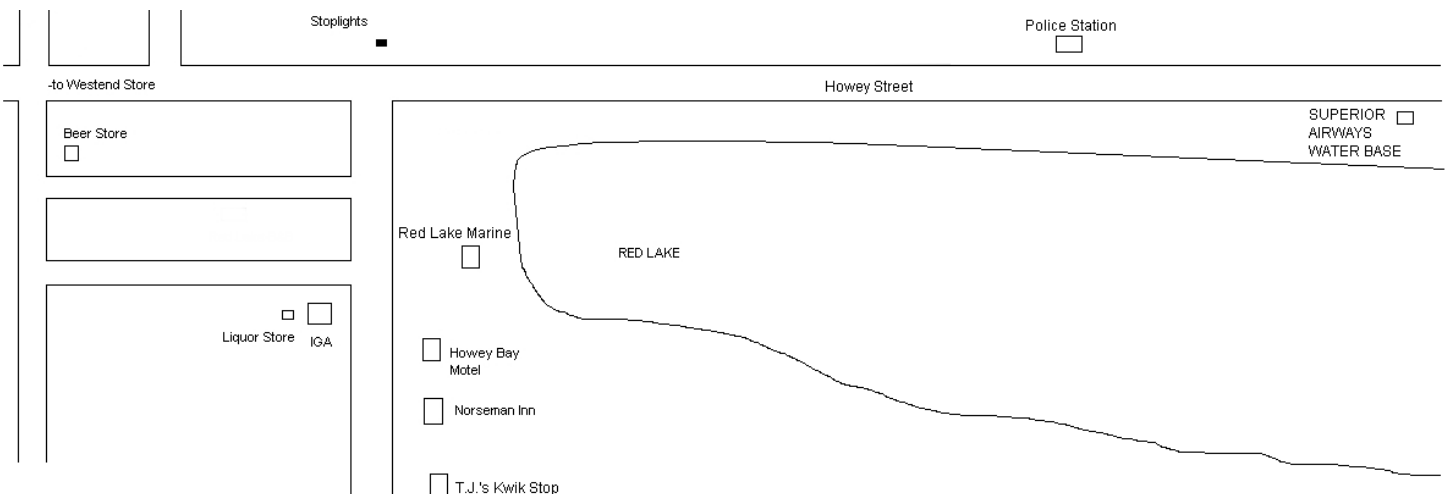 Stoplights
Police Station
-to Westend Store
Howey Street
Beer Store
SUPERIOR
AIRWAYS
WATER BASE
Red Lake Marine
RED LAKE
Liquor Store
IGA
Howey Bay
Motel
Norseman Inn
T.J.'s Kwik Stop